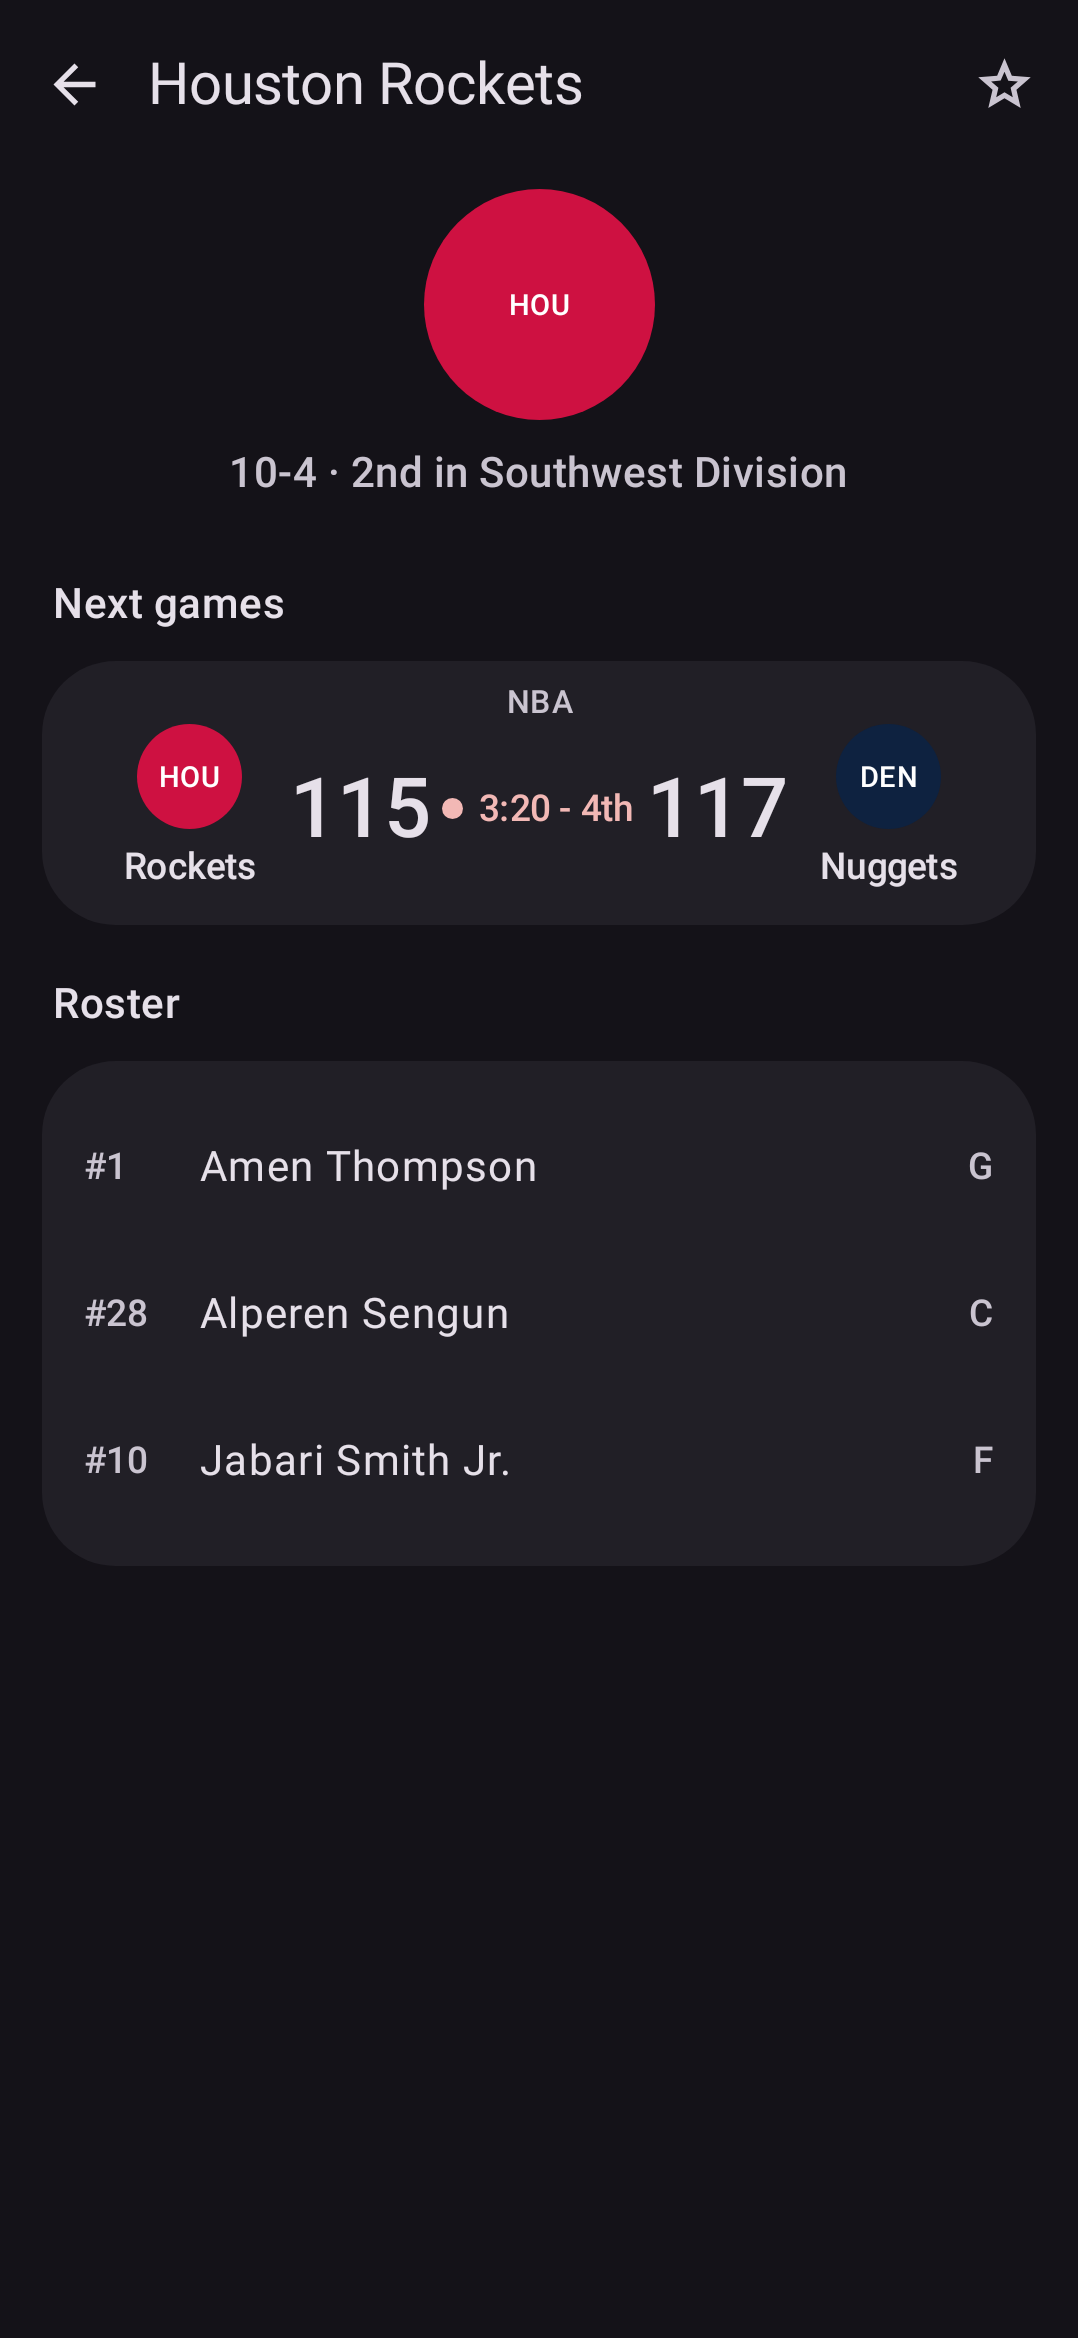 Houston Rockets
HOU
10-4 · 2nd in Southwest Division
Next games
NBA
HOU
Rockets
115
3:20 - 4th
117
DEN
Nuggets
Roster
#1 Amen Thompson G
#28 Alperen Sengun C
#10 Jabari Smith Jr. F